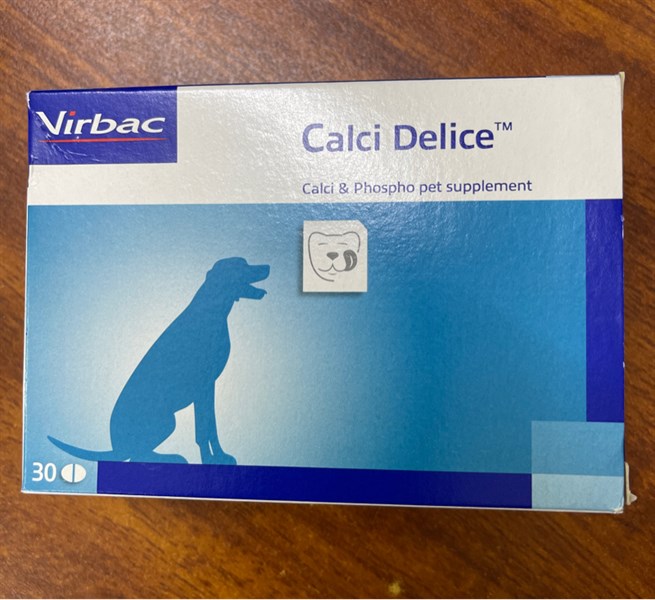 Virbac
Calci Delice™
Calci & Phospho pet supplement
30